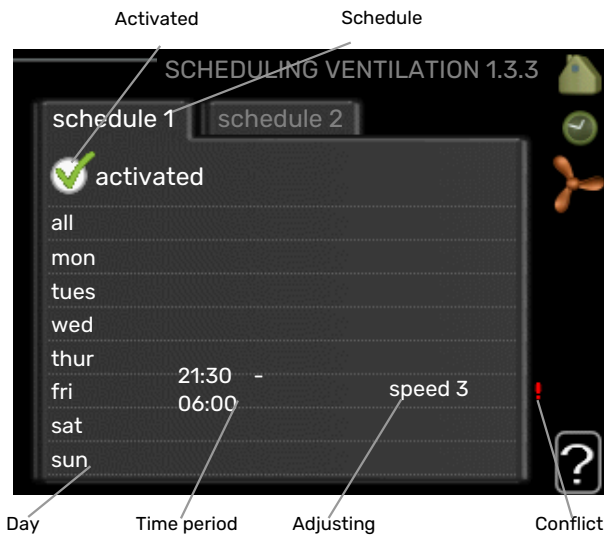 Activated Schedule
SCHEDULING VENTILATION 1.3.3
schedule 1 schedule 2
activated
all
mon
tues
wed
thur
fri 21:30 - speed 3 !
06:00
sat
sun
?
Day Time period Adjusting Conflict